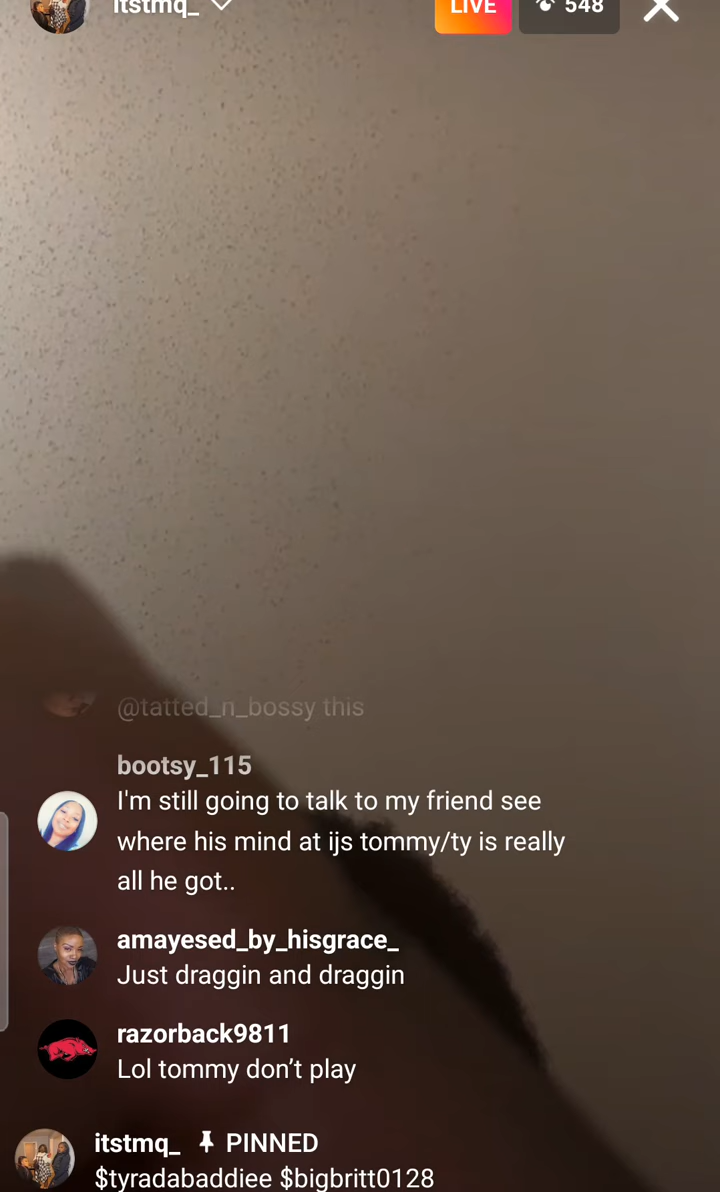 itstmq_
LIVE 548
@tatted_n_bossy this
bootsy_115
I'm still going to talk to my friend see
where his mind at ijs tommy/ty is really
all he got..
amayesed_by_hisgrace_
Just draggin and draggin
razorback9811
Lol tommy don’t play
itstmq_ PINNED
$tyradabaddiee $bigbritt0128